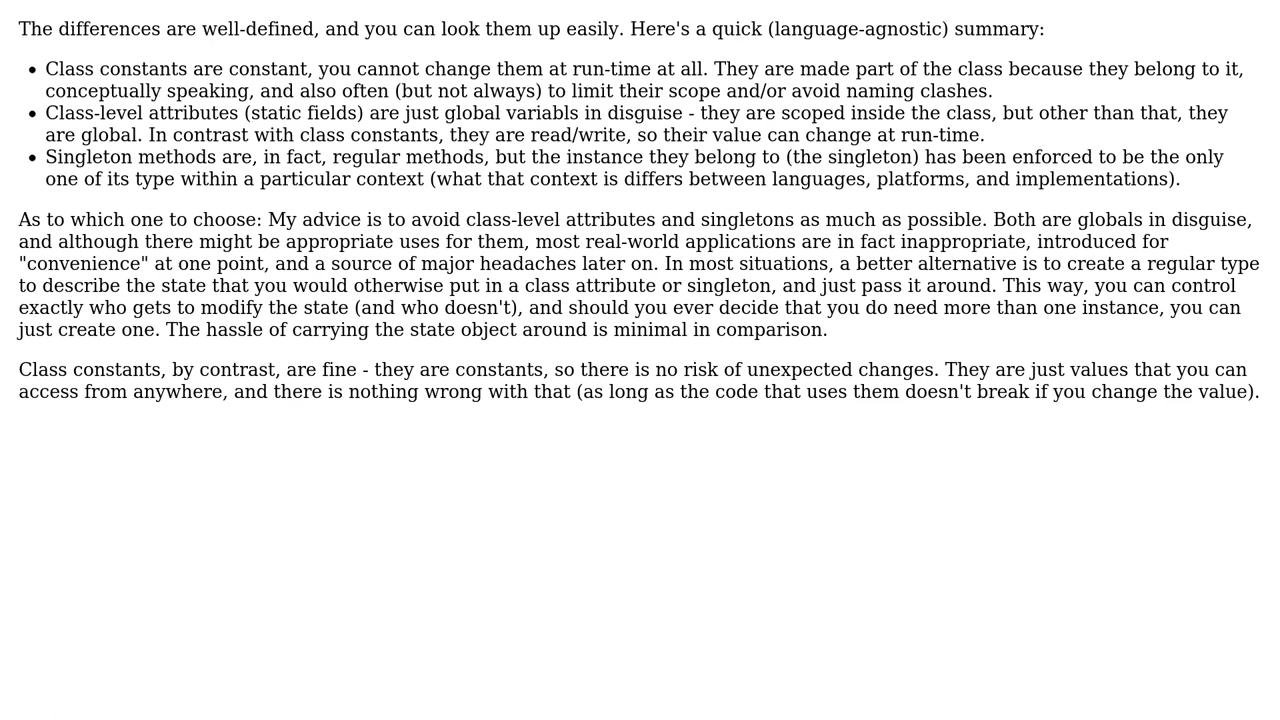 The differences are well-defined, and you can look them up easily. Here's a quick (language-agnostic) summary:
• Class constants are constant, you cannot change them at run-time at all. They are made part of the class because they belong to it,
conceptually speaking, and also often (but not always) to limit their scope and/or avoid naming clashes.
• Class-level attributes (static fields) are just global variabls in disguise - they are scoped inside the class, but other than that, they
are global. In contrast with class constants, they are read/write, so their value can change at run-time.
• Singleton methods are, in fact, regular methods, but the instance they belong to (the singleton) has been enforced to be the only
one of its type within a particular context (what that context is differs between languages, platforms, and implementations).
As to which one to choose: My advice is to avoid class-level attributes and singletons as much as possible. Both are globals in disguise,
and although there might be appropriate uses for them, most real-world applications are in fact inappropriate, introduced for
"convenience" at one point, and a source of major headaches later on. In most situations, a better alternative is to create a regular type
to describe the state that you would otherwise put in a class attribute or singleton, and just pass it around. This way, you can control
exactly who gets to modify the state (and who doesn't), and should you ever decide that you do need more than one instance, you can
just create one. The hassle of carrying the state object around is minimal in comparison.
Class constants, by contrast, are fine - they are constants, so there is no risk of unexpected changes. They are just values that you can
access from anywhere, and there is nothing wrong with that (as long as the code that uses them doesn't break if you change the value).